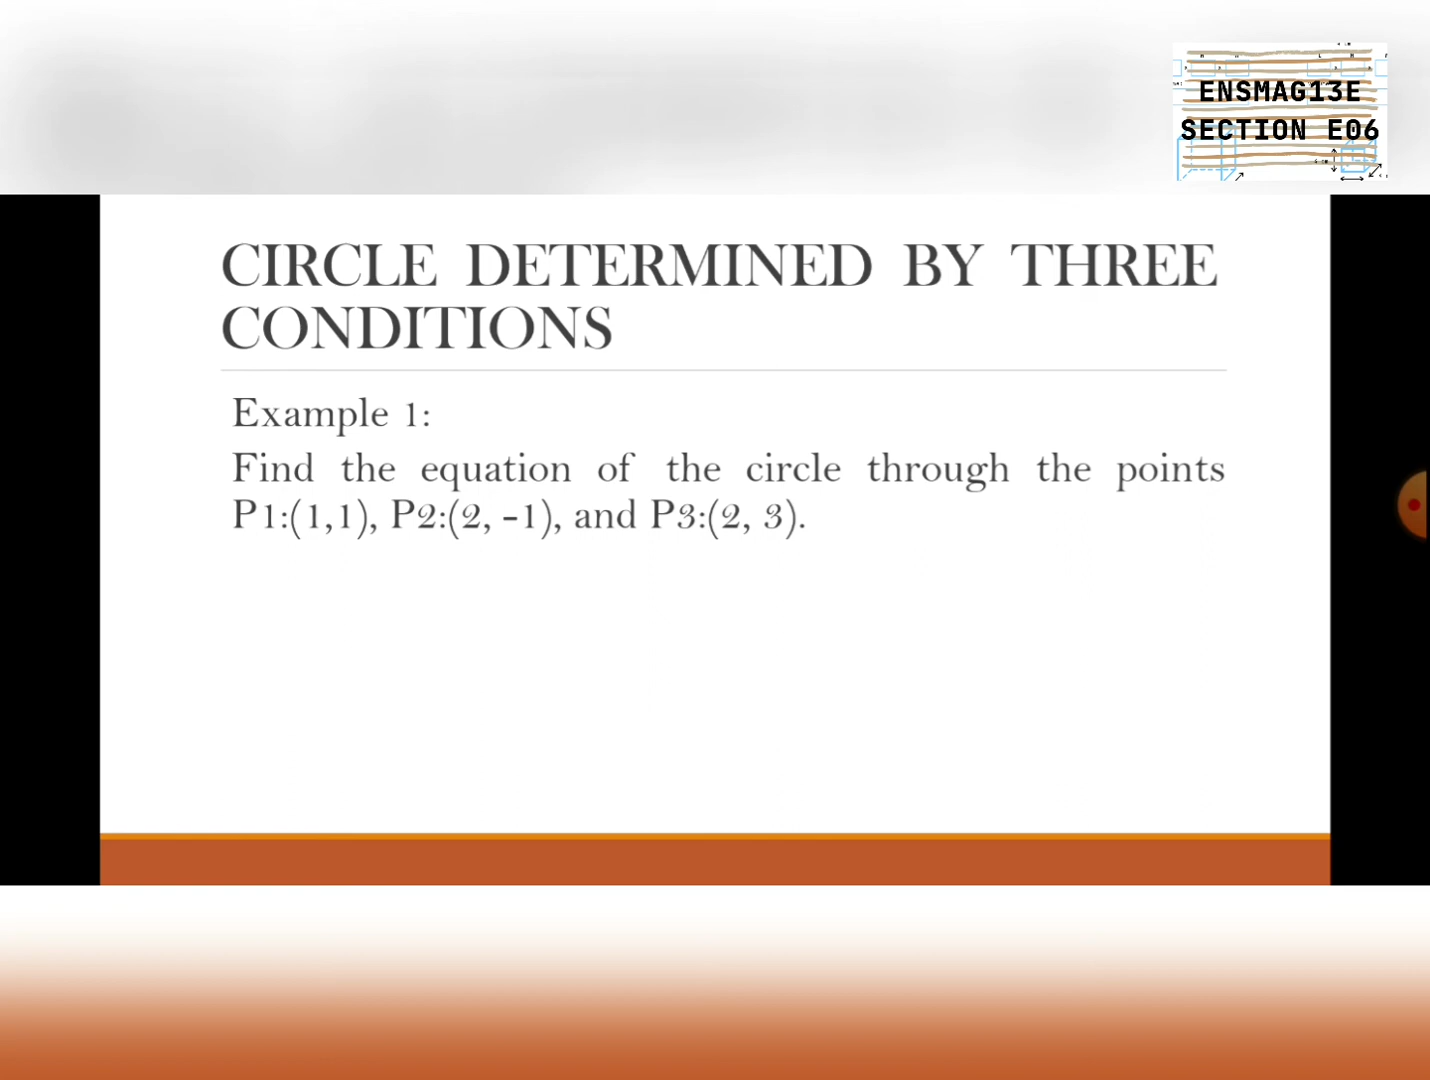 ENSMAG13E
SECTION E06
CIRCLE DETERMINED BY THREE
CONDITIONS
Example 1:
Find the equation of the circle through the points
P1:(1,1), P2:(2, -1), and P3:(2, 3).